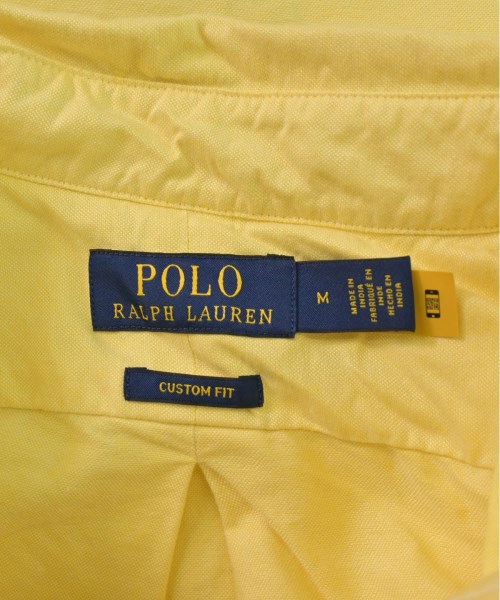 POLO
RALPH LAUREN
M
MADE IN
INDIA
FABRIQUÉ EN
INDE
HECHO EN
INDIA
CUSTOM FIT